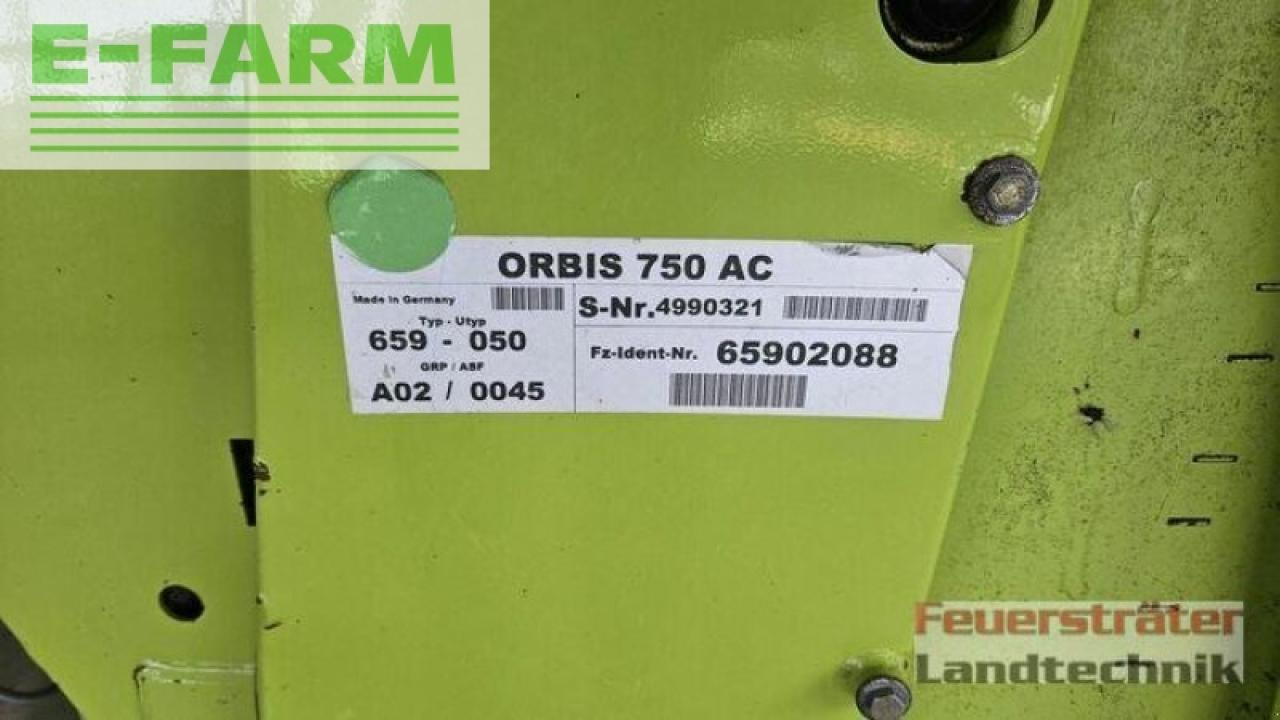 E-FARM
ORBIS 750 AC
Made in Germany
Typ - Utyp
659 - 050
GRP / ASF
A02 / 0045
S-Nr.4990321
Fz-Ident-Nr. 65902088
Feuersträter
Landtechnik